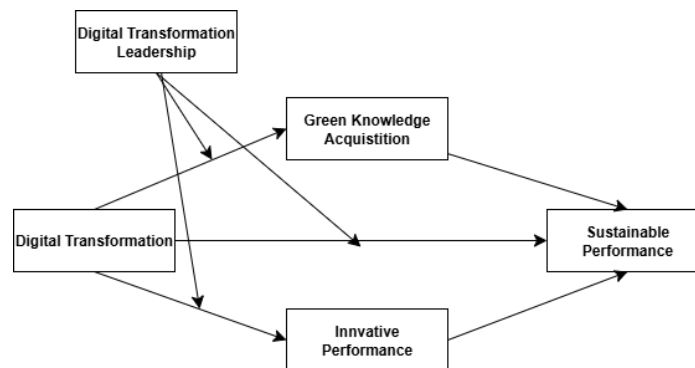 Digital Transformation
Leadership
Green Knowledge
Acquistition
Digital Transformation
Sustainable
Performance
Innvative
Performance